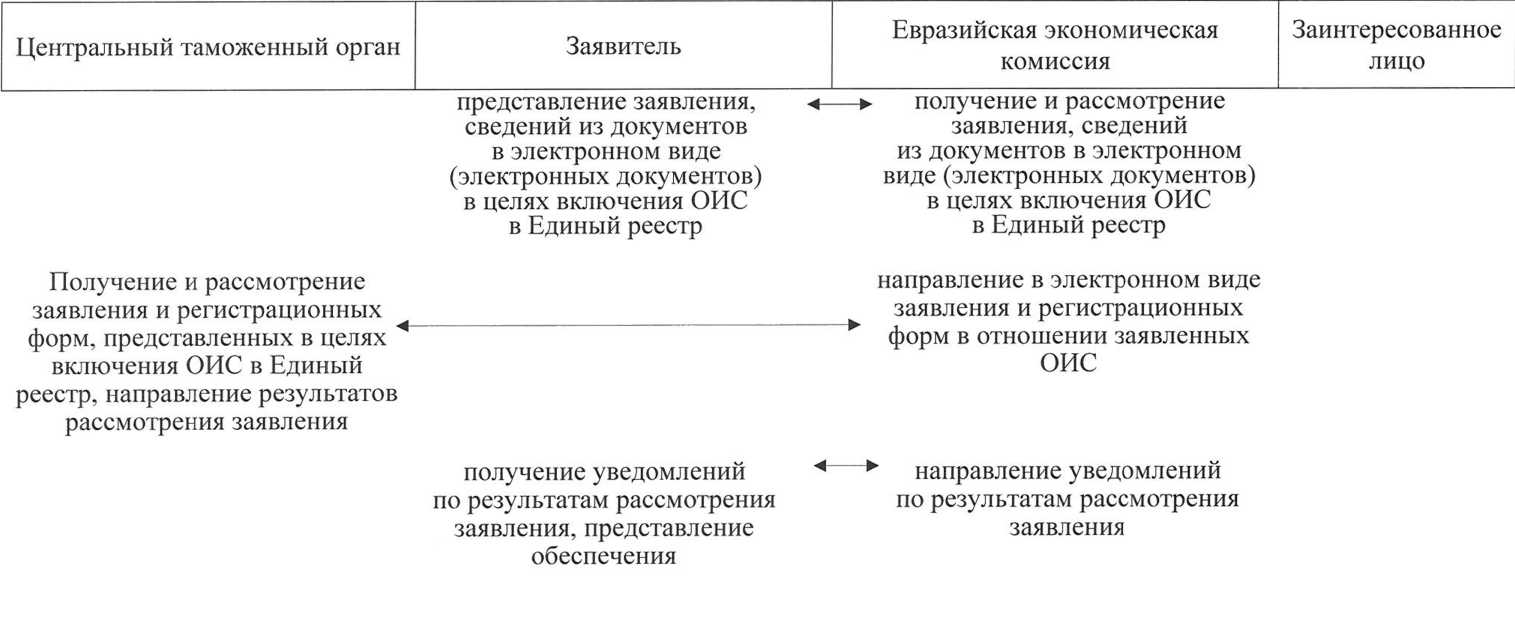 Центральный таможенный орган
Заявитель
Евразийская экономическая
комиссия
Заинтересованное
лицо
представление заявления,
сведений из документов
в электронном виде
(электронных документов)
в целях включения ОИС
в Единый реестр
получение и рассмотрение
заявления, сведений
из документов в электронном
виде (электронных документов)
в целях включения ОИС
в Единый реестр
Получение и рассмотрение
заявления и регистрационных
форм, представленных в целях
включения ОИС в Единый
реестр, направление результатов
рассмотрения заявления
направление в электронном виде
заявления и регистрационных
форм в отношении заявленных
ОИС
получение уведомлений
по результатам рассмотрения
заявления, представление
обеспечения
направление уведомлений
по результатам рассмотрения
заявления